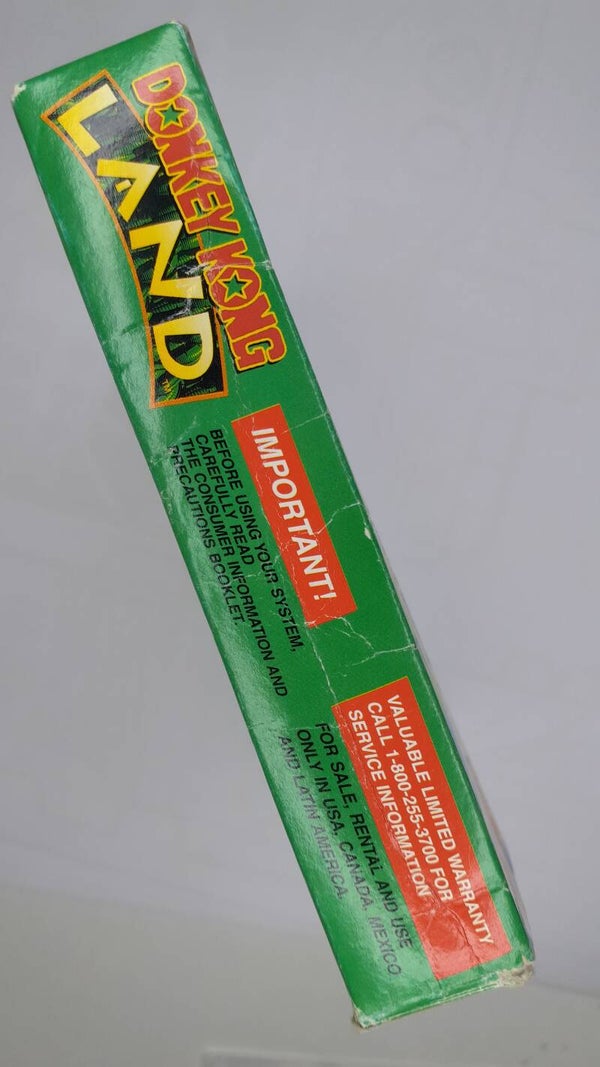 DONKEY KONG
LAND™
IMPORTANT!
BEFORE USING YOUR SYSTEM,
CAREFULLY READ
THE CONSUMER INFORMATION AND
PRECAUTIONS BOOKLET.
VALUABLE LIMITED WARRANTY
CALL 1-800-255-3700 FOR
SERVICE INFORMATION
FOR SALE, RENTAL AND USE
ONLY IN USA, CANADA, MEXICO
AND LATIN AMERICA.